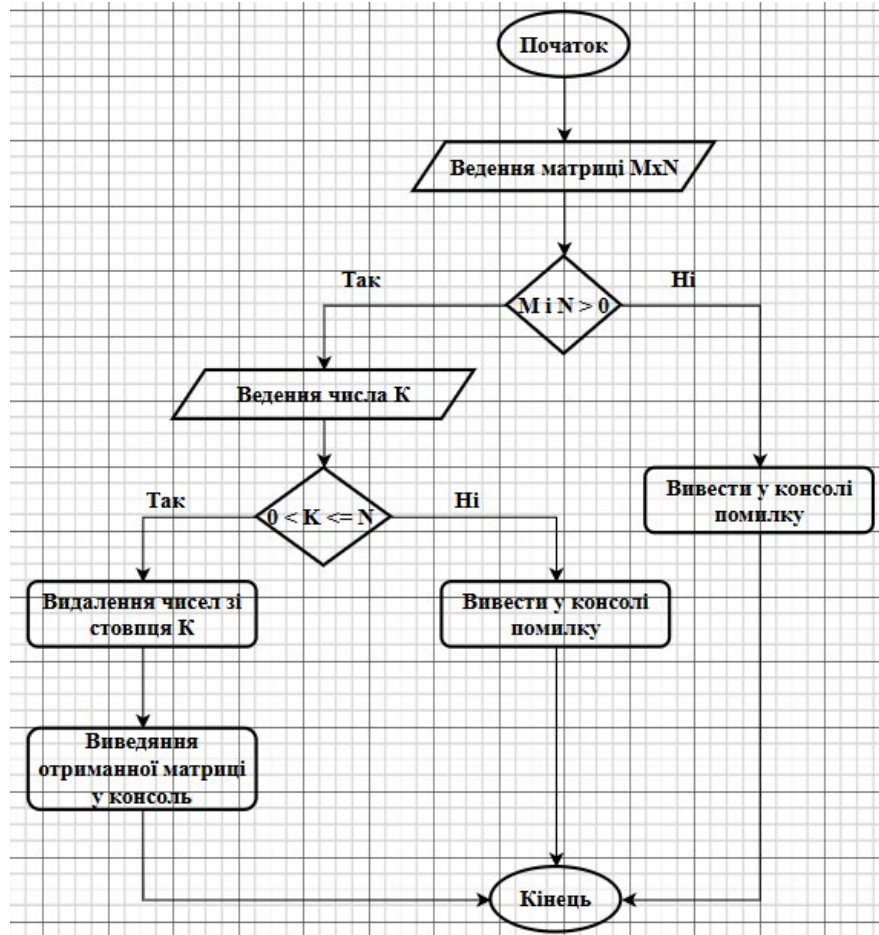 Початок
Ведення матриці MxN
Так
Ні
M і N > 0
Ведення числа К
Так
Ні
0 < K <= N
Вивести у консолі
помилку
Видалення чисел зі
стовпця К
Вивести у консолі
помилку
Виведяння
отриманної матриці
у консоль
Кінець